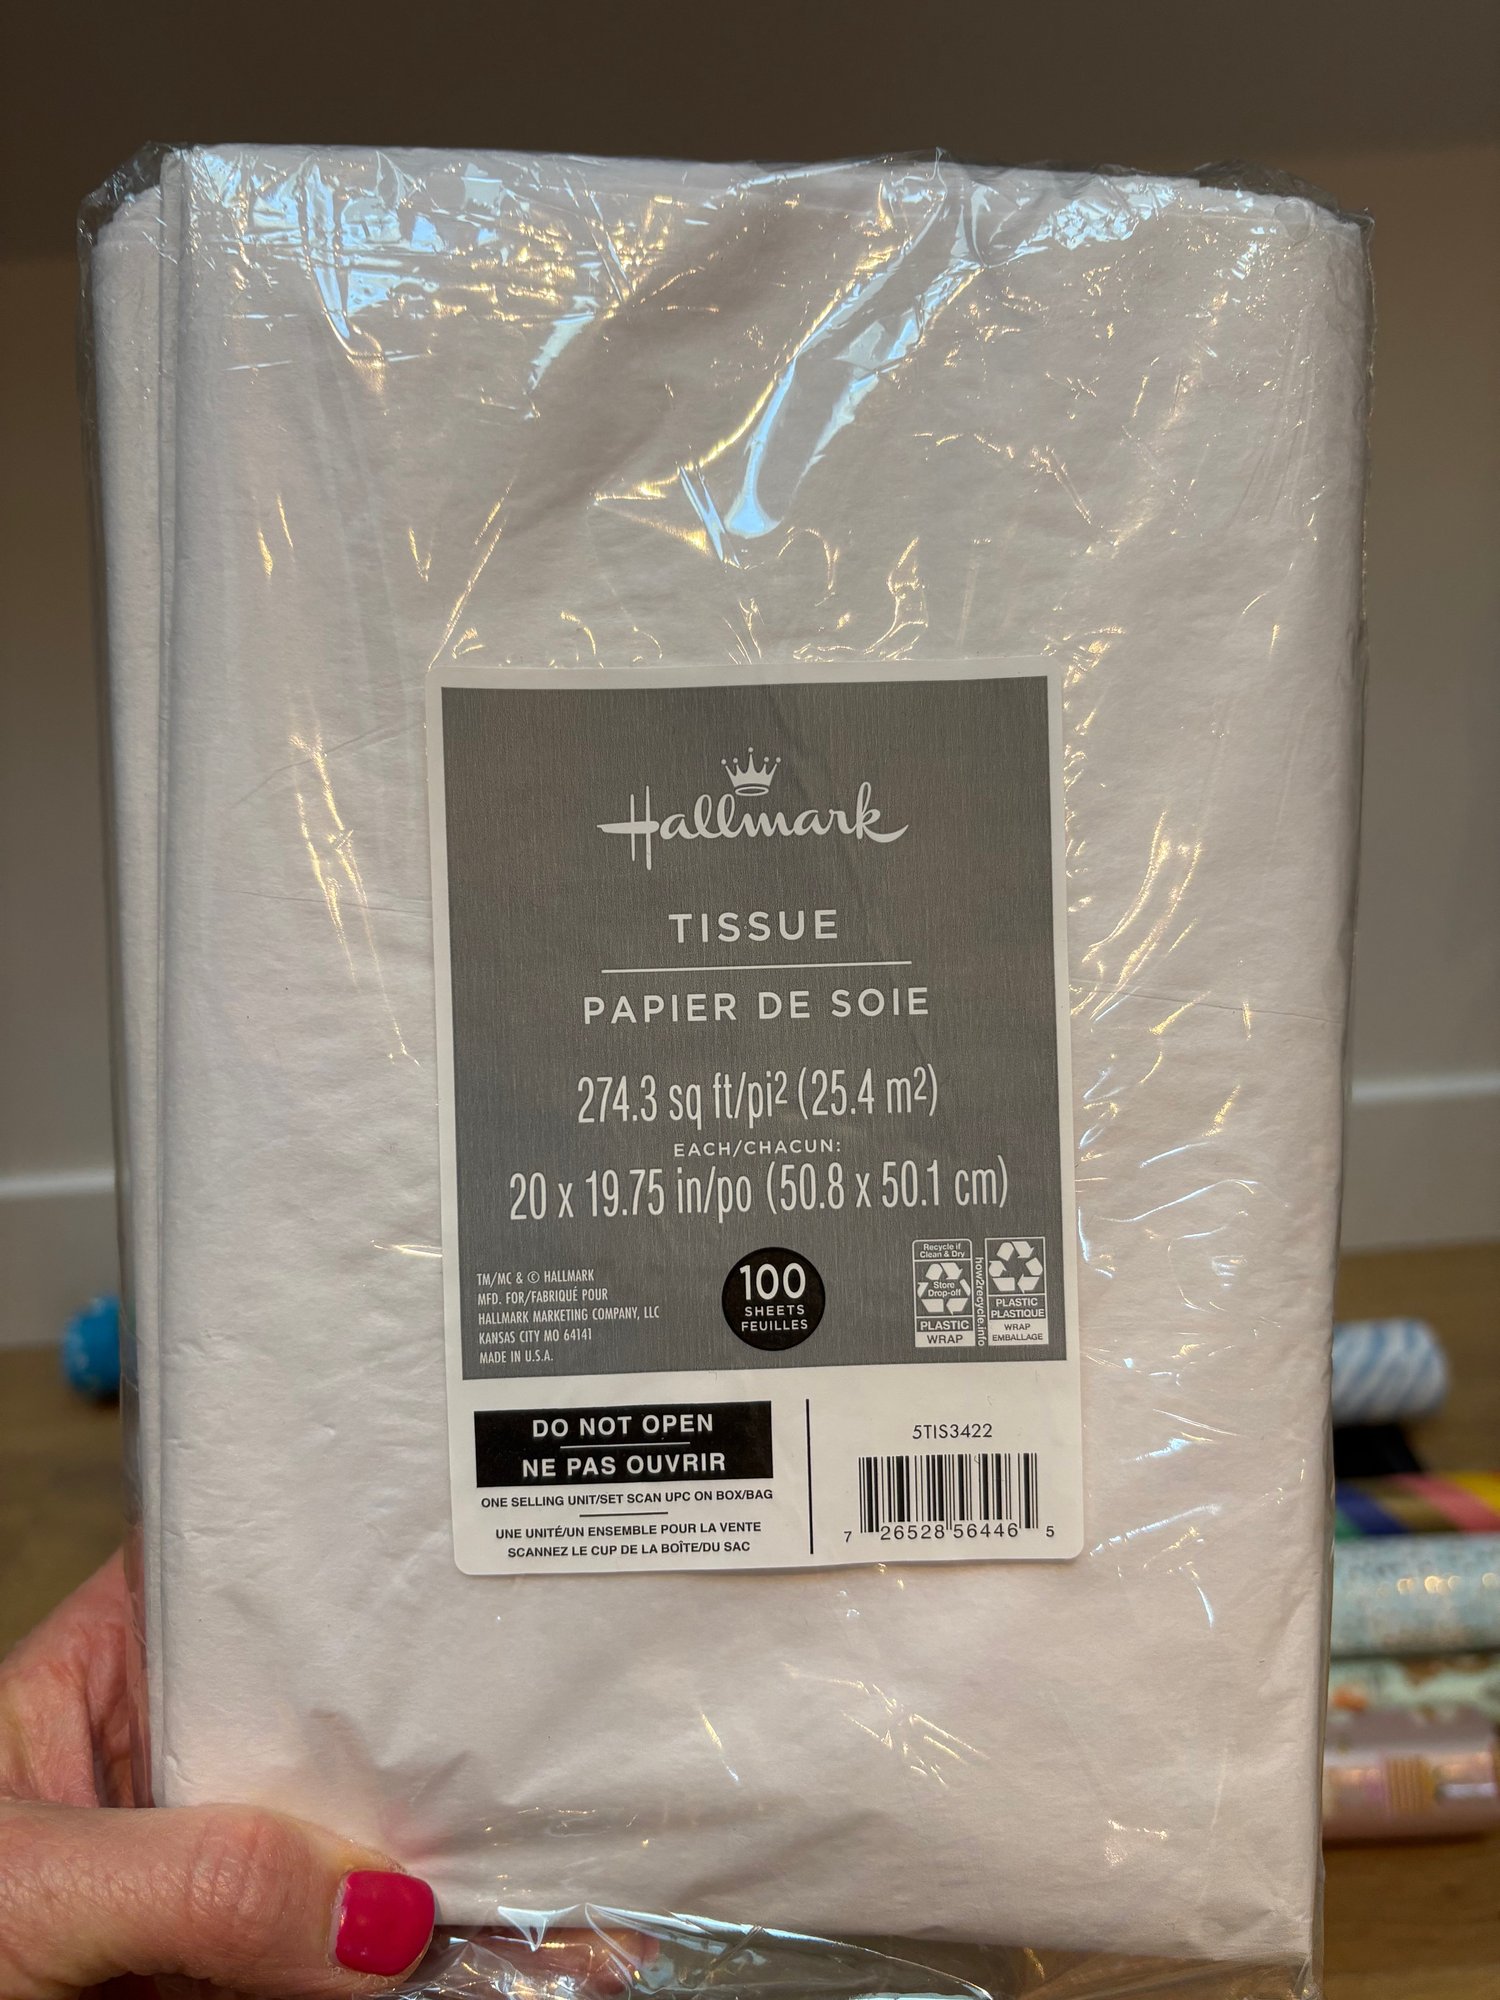 Hallmark
TISSUE
PAPIER DE SOIE
274.3 sq ft/pi2 (25.4 m2)
EACH/CHACUN:
20 x 19.75 in/po (50.8 x 50.1 cm)
TM/MC & © HALLMARK
MFD. FOR/FABRIQUÉ POUR
HALLMARK MARKETING COMPANY, LLC
KANSAS CITY MO 64141
MADE IN U.S.A.
100
SHEETS
FEUILLES
Recycle if
Clean & Dry
Store
Drop-off
PLASTIC
WRAP
how2recycle.info
PLASTIC
PLASTIQUE
WRAP
EMBALLAGE
DO NOT OPEN
NE PAS OUVRIR
ONE SELLING UNIT/SET SCAN UPC ON BOX/BAG
UNE UNITÉ/UN ENSEMBLE POUR LA VENTE
SCANNEZ LE CUP DE LA BOÎTE/DU SAC
5TIS3422
7 26528 56446 5